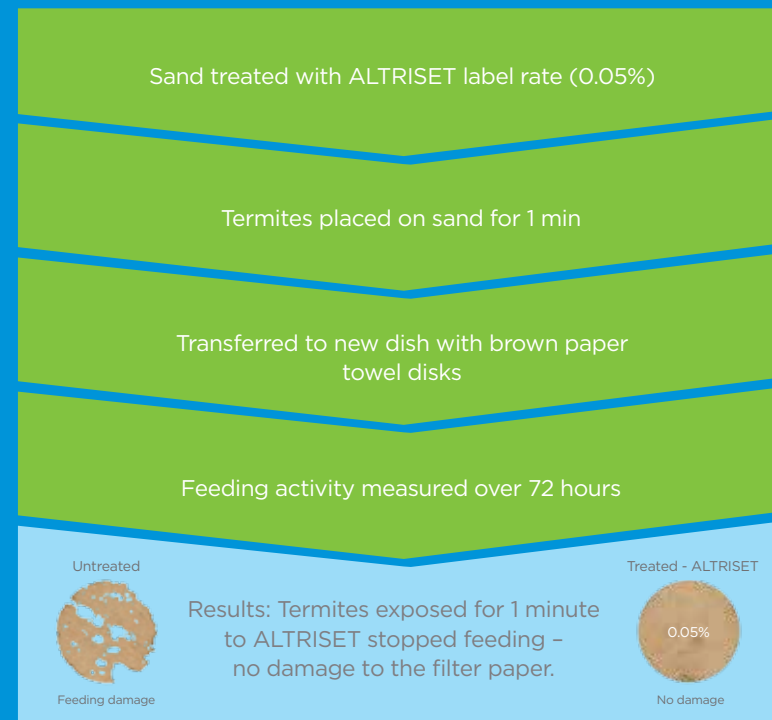 Sand treated with ALTRISET label rate (0.05%)
Termites placed on sand for 1 min
Transferred to new dish with brown paper
towel disks
Feeding activity measured over 72 hours
Untreated
Feeding damage
Results: Termites exposed for 1 minute
to ALTRISET stopped feeding –
no damage to the filter paper.
Treated - ALTRISET
0.05%
No damage